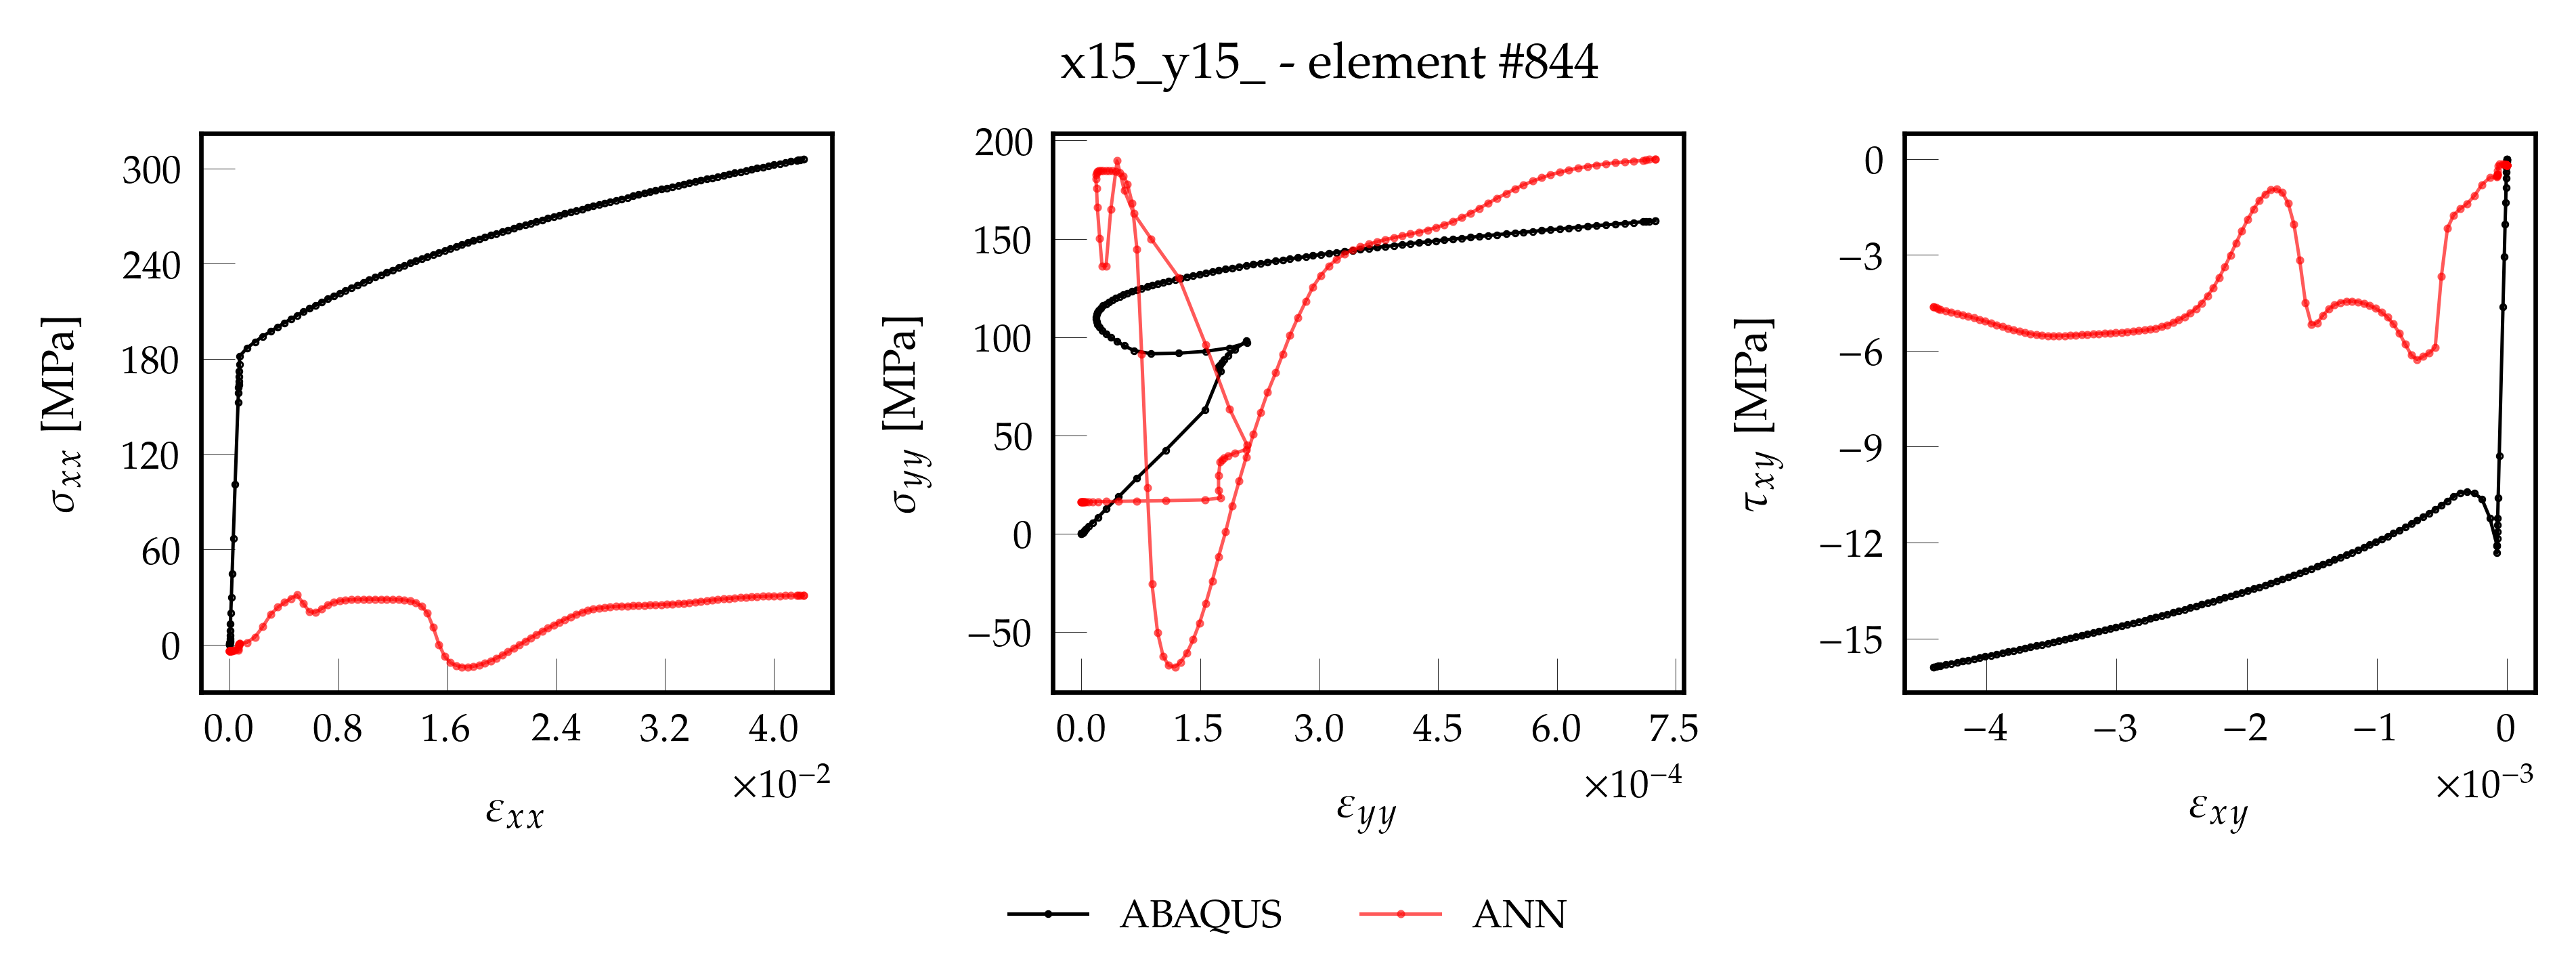 x15_y15_ - element #844
300
240
180
120
60
0
σxx [MPa]
0.0 0.8 1.6 2.4 3.2 4.0
×10−2
εxx
200
150
100
50
0
−50
σyy [MPa]
0.0 1.5 3.0 4.5 6.0 7.5
×10−4
εyy
0
−3
−6
−9
−12
−15
τxy [MPa]
−4 −3 −2 −1 0
×10−3
εxy
ABAQUS ANN